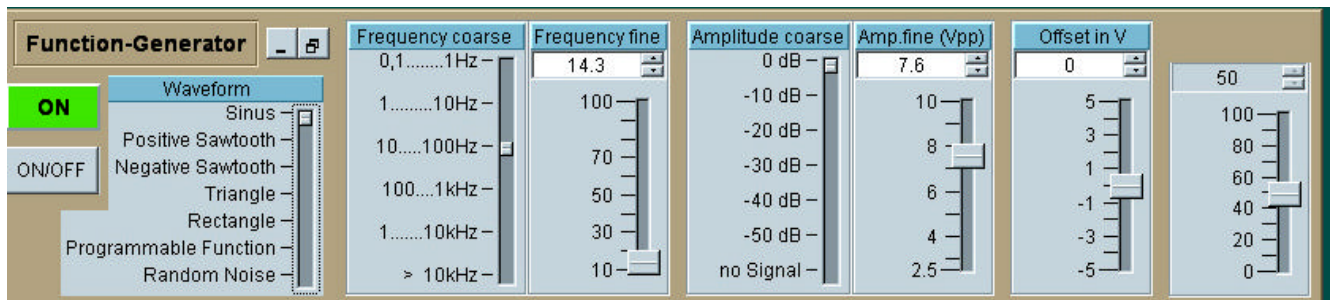 Function-Generator
ON
ON/OFF
Waveform
Sinus
Positive Sawtooth
Negative Sawtooth
Triangle
Rectangle
Programmable Function
Random Noise
Frequency coarse
0,1........1Hz
1........10Hz
10.....100Hz
100....1kHz
1.......10kHz
> 10kHz
Frequency fine
14.3
100
70
50
30
10
Amplitude coarse
0 dB
-10 dB
-20 dB
-30 dB
-40 dB
-50 dB
no Signal
Amp.fine (Vpp)
7.6
10
8
6
4
2.5
Offset in V
0
5
3
1
-1
-3
-5
50
100
80
60
40
20
0